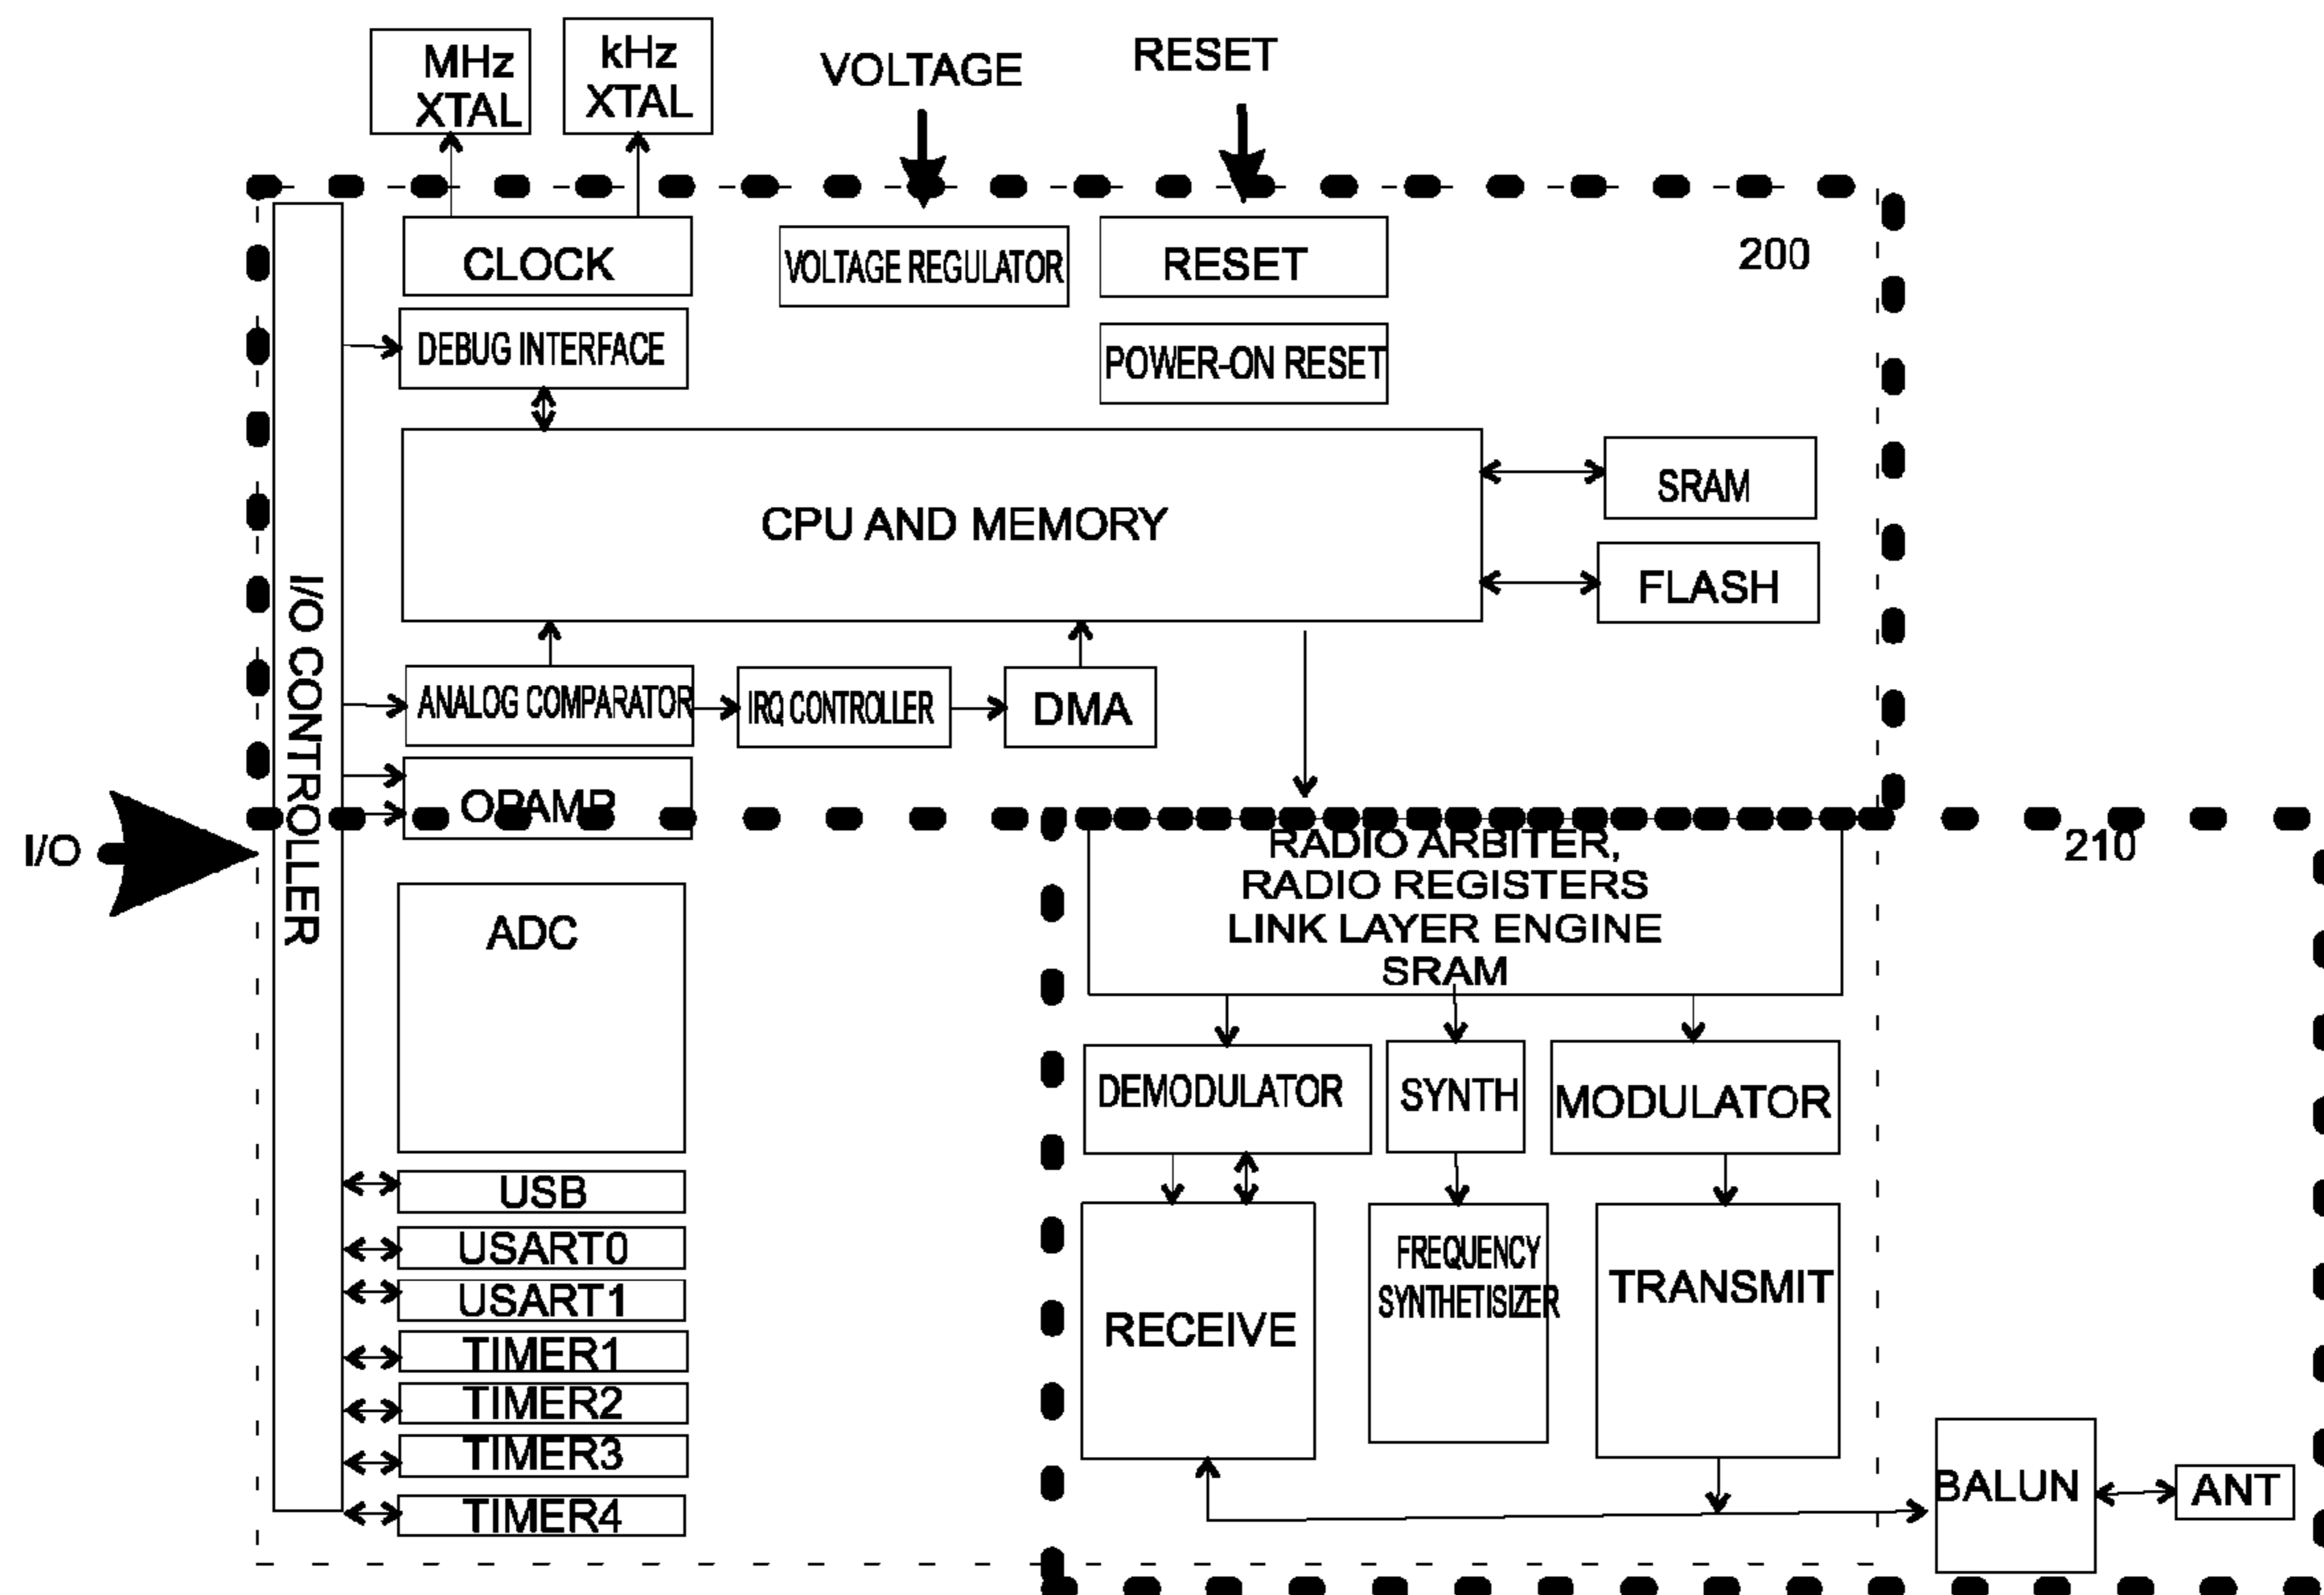 MHz
XTAL
kHz
XTAL
VOLTAGE
RESET
CLOCK
VOLTAGE REGULATOR
RESET
200
DEBUG INTERFACE
POWER-ON RESET
CPU AND MEMORY
SRAM
FLASH
I/O CONTROLLER
ANALOG COMPARATOR
IRQ CONTROLLER
DMA
OPAMP
I/O
210
RADIO ARBITER,
RADIO REGISTERS
LINK LAYER ENGINE
SRAM
ADC
DEMODULATOR
SYNTH
MODULATOR
USB
USART0
USART1
TIMER1
TIMER2
TIMER3
TIMER4
RECEIVE
FREQUENCY
SYNTHETISIZER
TRANSMIT
BALUN
ANT